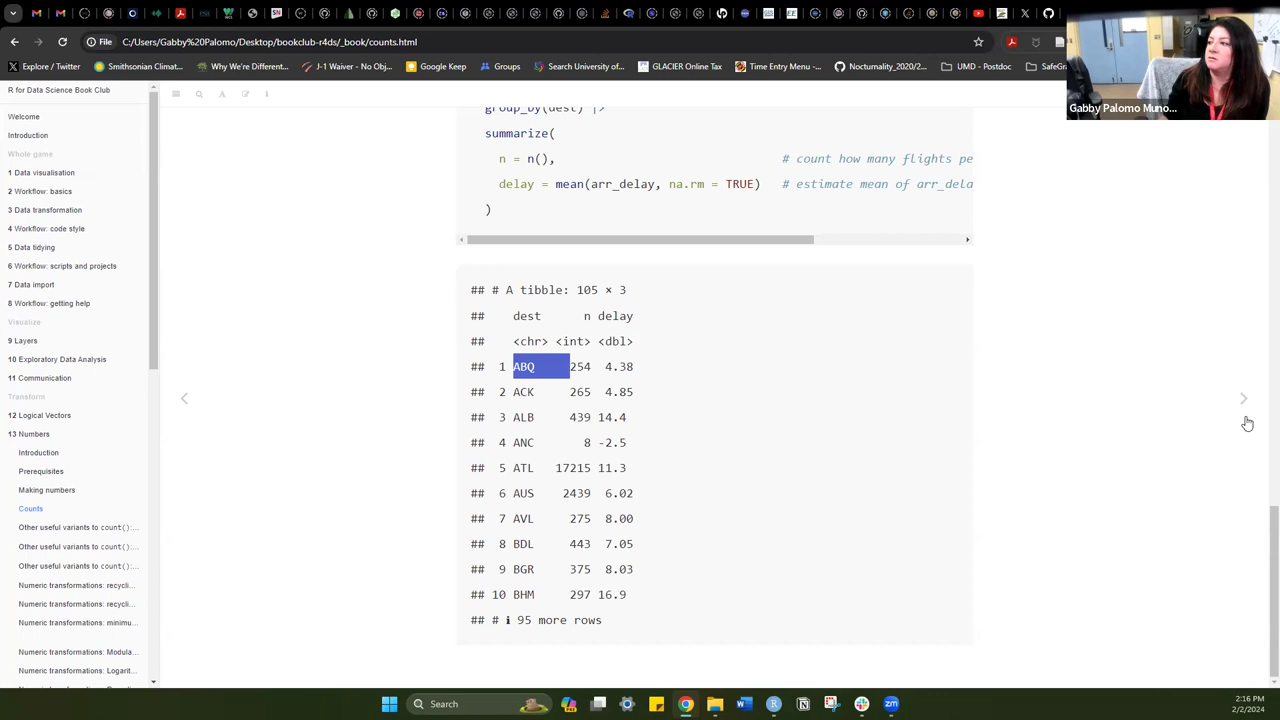 File
C:/Users/Gabby%20Palomo/Desktop/bookclub-r4ds/_book/counts.html
Explore / Twitter
Smithsonian Climat...
Why We're Different...
J-1 Waiver - No Obj...
Google Keep
Search University of...
GLACIER Online Tax
Time Entry Menu -...
Nocturnality_2020/2...
UMD - Postdoc
Gabby Palomo Muno...
R for Data Science Book Club
Welcome
Introduction
Whole game
1 Data visualisation
2 Workflow: basics
3 Data transformation
4 Workflow: code style
5 Data tidying
6 Workflow: scripts and projects
7 Data import
8 Workflow: getting help
Visualize
9 Layers
10 Exploratory Data Analysis
11 Communication
Transform
12 Logical Vectors
13 Numbers
Introduction
Prerequisites
Making numbers
Counts
Other useful variants to count():...
Other useful variants to count():...
Other useful variants to count():...
Numeric transformations: recycli...
Numeric transformations: recycli...
Numeric transformations: minimu...
Numeric transformations: Modula...
Numeric transformations: Logarit...
group_by(dest) |>
summarize(
n = n(), # count how many flights pe
delay = mean(arr_delay, na.rm = TRUE) # estimate mean of arr_dela
)
## # A tibble: 105 × 3
## dest n delay
## <chr> <int> <dbl>
## 1 ABQ 254 4.38
## 2 ACK 265 4.85
## 3 ALB 439 14.4
## 4 ANC 8 -2.5
## 5 ATL 17215 11.3
## 6 AUS 2439 6.02
## 7 AVL 275 8.00
## 8 BDL 443 7.05
## 9 BGR 375 8.03
## 10 BHM 297 16.9
## # ℹ 95 more rows
Search
2:16 PM
2/2/2024